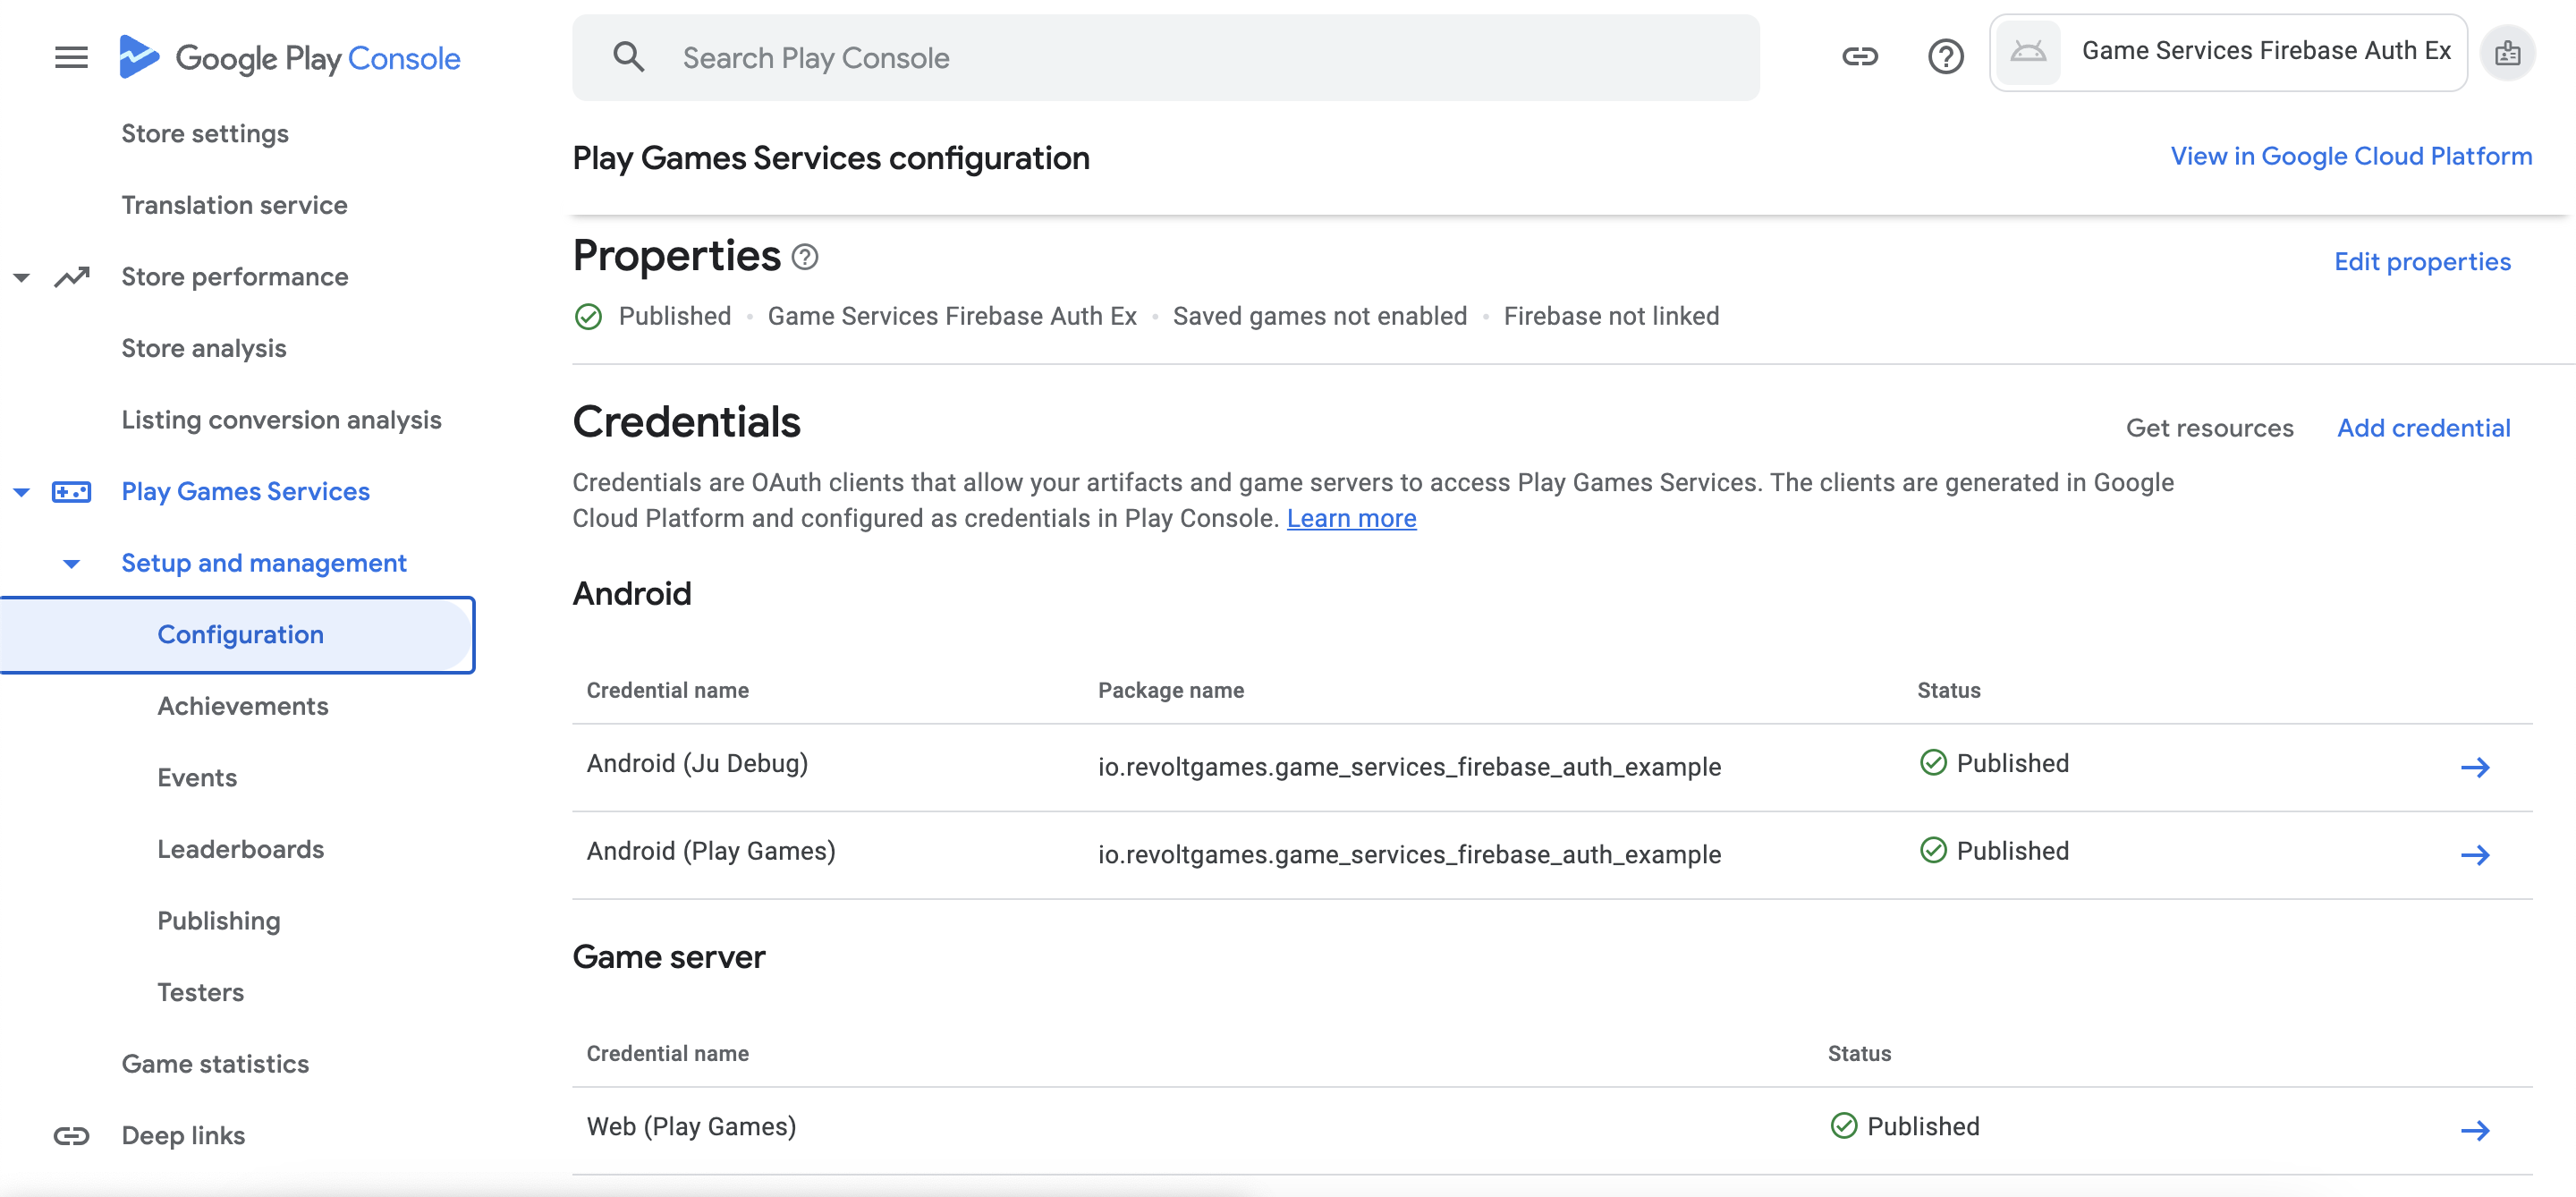 Google Play Console
Search Play Console
Game Services Firebase Auth Ex
Store settings
Translation service
Store performance
Store analysis
Listing conversion analysis
Play Games Services
Setup and management
Configuration
Achievements
Events
Leaderboards
Publishing
Testers
Game statistics
Deep links
Play Games Services configuration
View in Google Cloud Platform
Properties
Edit properties
Published • Game Services Firebase Auth Ex • Saved games not enabled • Firebase not linked
Credentials
Get resources
Add credential
Credentials are OAuth clients that allow your artifacts and game servers to access Play Games Services. The clients are generated in Google
Cloud Platform and configured as credentials in Play Console. Learn more
Android
Credential name Package name Status
Android (Ju Debug) io.revoltgames.game_services_firebase_auth_example Published
Android (Play Games) io.revoltgames.game_services_firebase_auth_example Published
Game server
Credential name Status
Web (Play Games) Published